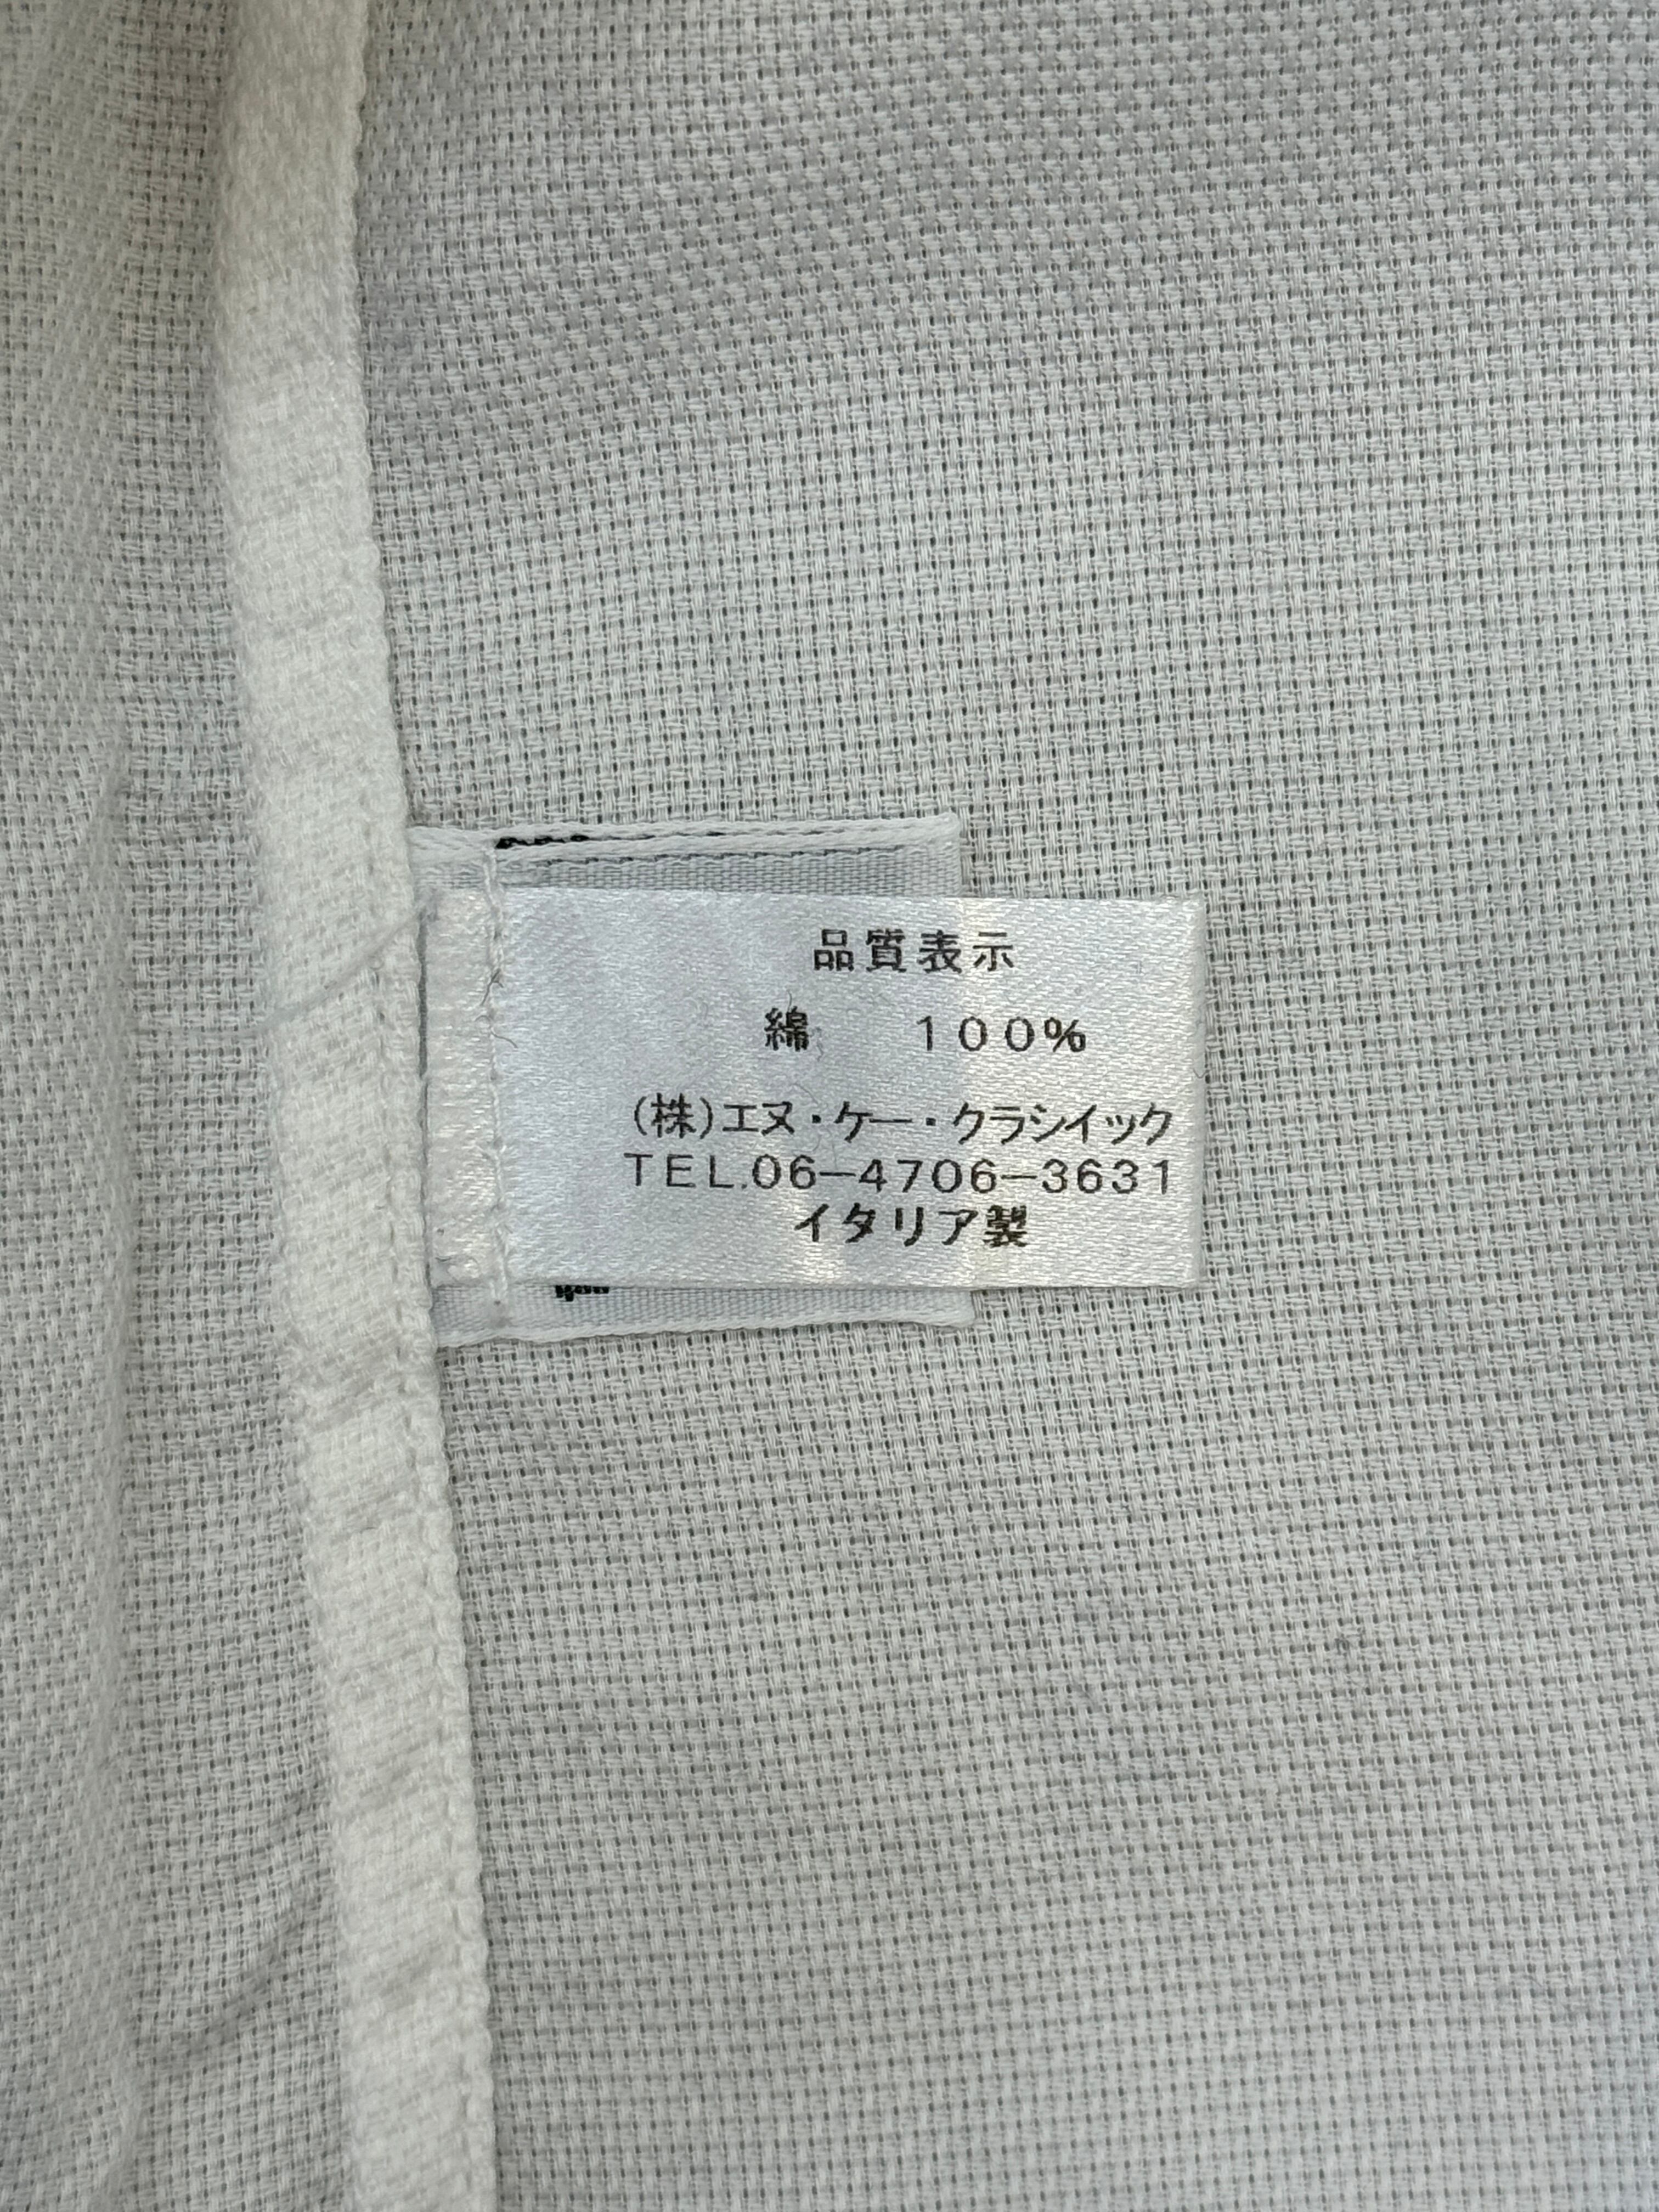 品質表示
綿 100%
(株)エヌ・ケー・クラシイック
TEL.06-4706-3631
イタリア製